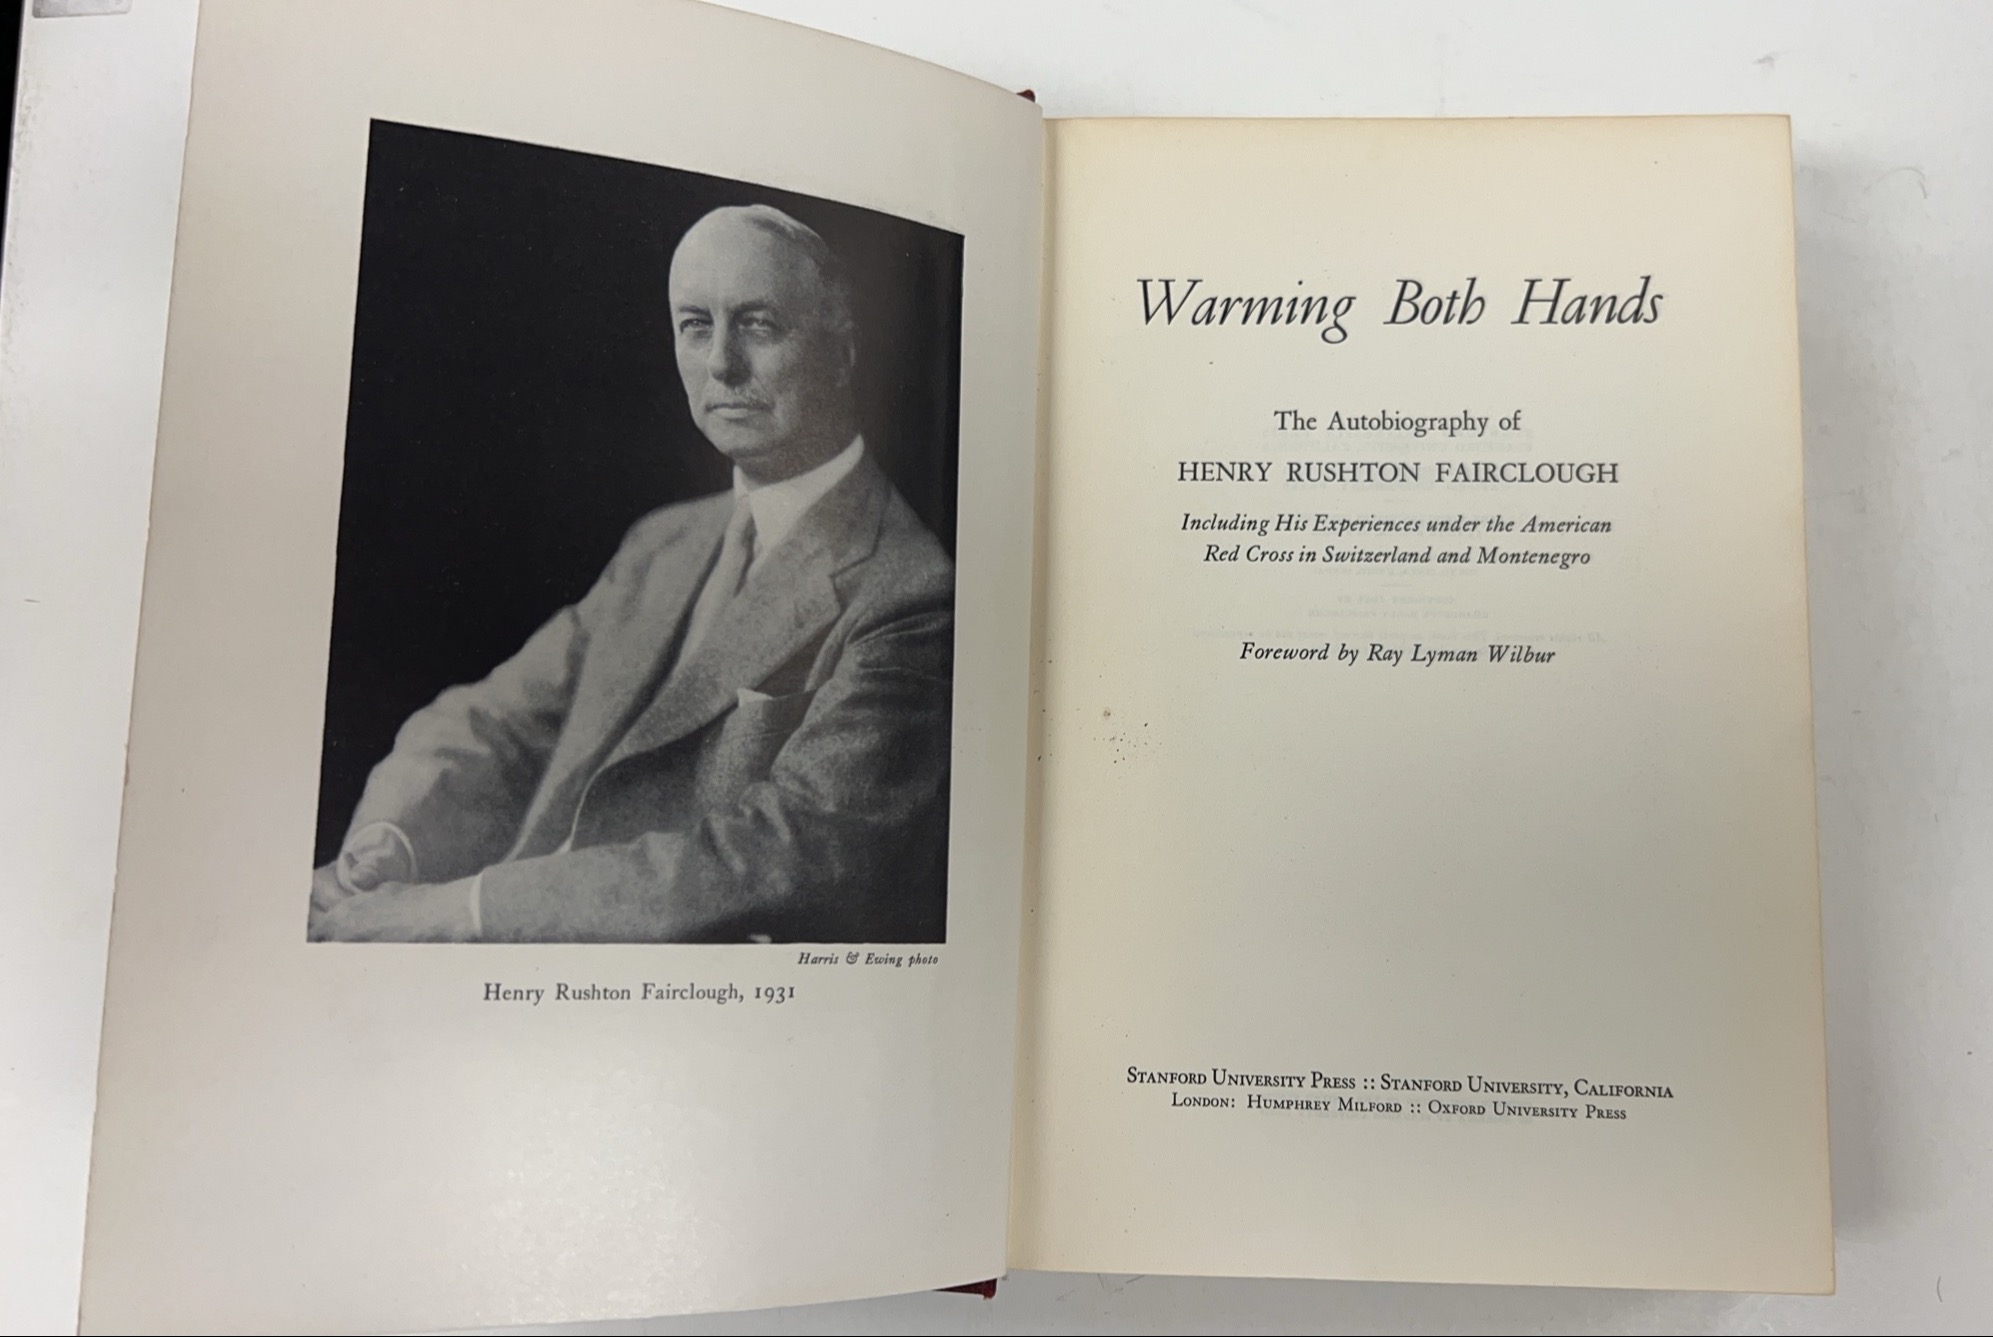 Harris & Ewing photo
Henry Rushton Fairclough, 1931
Warming Both Hands
The Autobiography of
HENRY RUSHTON FAIRCLOUGH
Including His Experiences under the American
Red Cross in Switzerland and Montenegro
Foreword by Ray Lyman Wilbur
STANFORD UNIVERSITY PRESS :: STANFORD UNIVERSITY, CALIFORNIA
LONDON: HUMPHREY MILFORD :: OXFORD UNIVERSITY PRESS